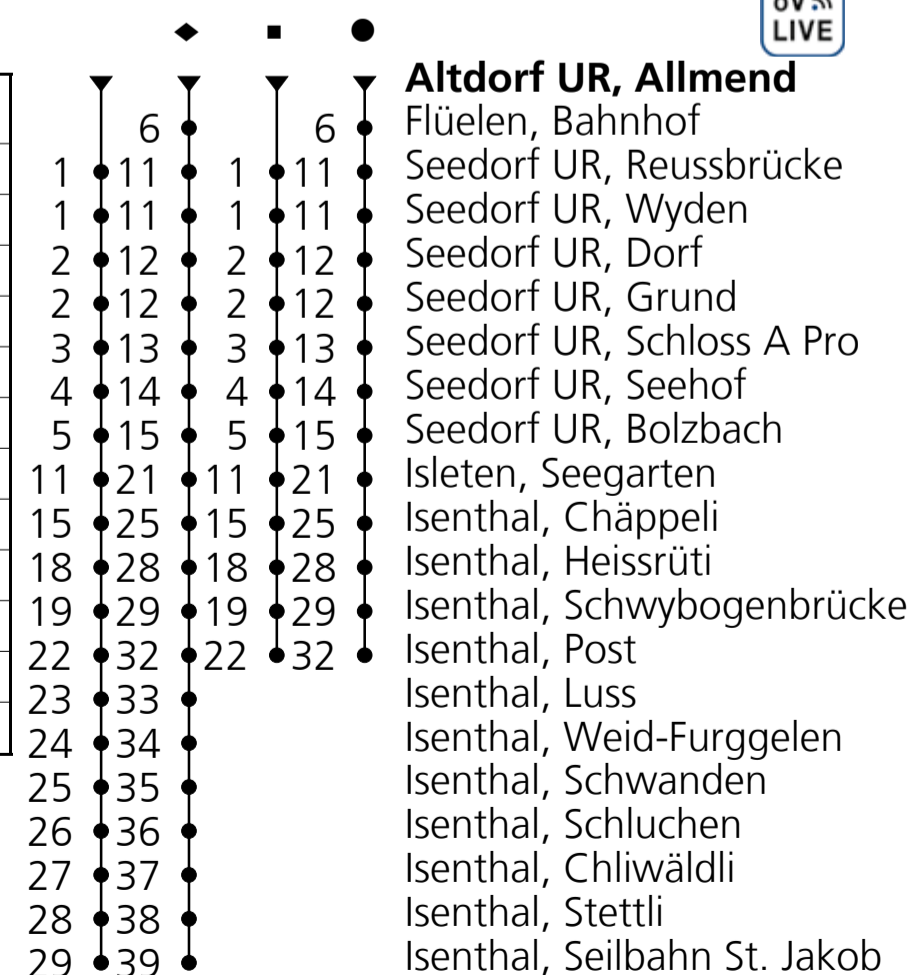 öV
LIVE
Altdorf UR, Allmend
6 6 Flüelen, Bahnhof
1 11 1 11 Seedorf UR, Reussbrücke
1 11 1 11 Seedorf UR, Wyden
2 12 2 12 Seedorf UR, Dorf
2 12 2 12 Seedorf UR, Grund
3 13 3 13 Seedorf UR, Schloss A Pro
4 14 4 14 Seedorf UR, Seehof
5 15 5 15 Seedorf UR, Bolzbach
11 21 11 21 Isleten, Seegarten
15 25 15 25 Isenthal, Chäppeli
18 28 18 28 Isenthal, Heissrüti
19 29 19 29 Isenthal, Schwybogenbrücke
22 32 22 32 Isenthal, Post
23 33 Isenthal, Luss
24 34 Isenthal, Weid-Furggelen
25 35 Isenthal, Schwanden
26 36 Isenthal, Schluchen
27 37 Isenthal, Chliwäldli
28 38 Isenthal, Stettli
29 39 Isenthal, Seilbahn St. Jakob